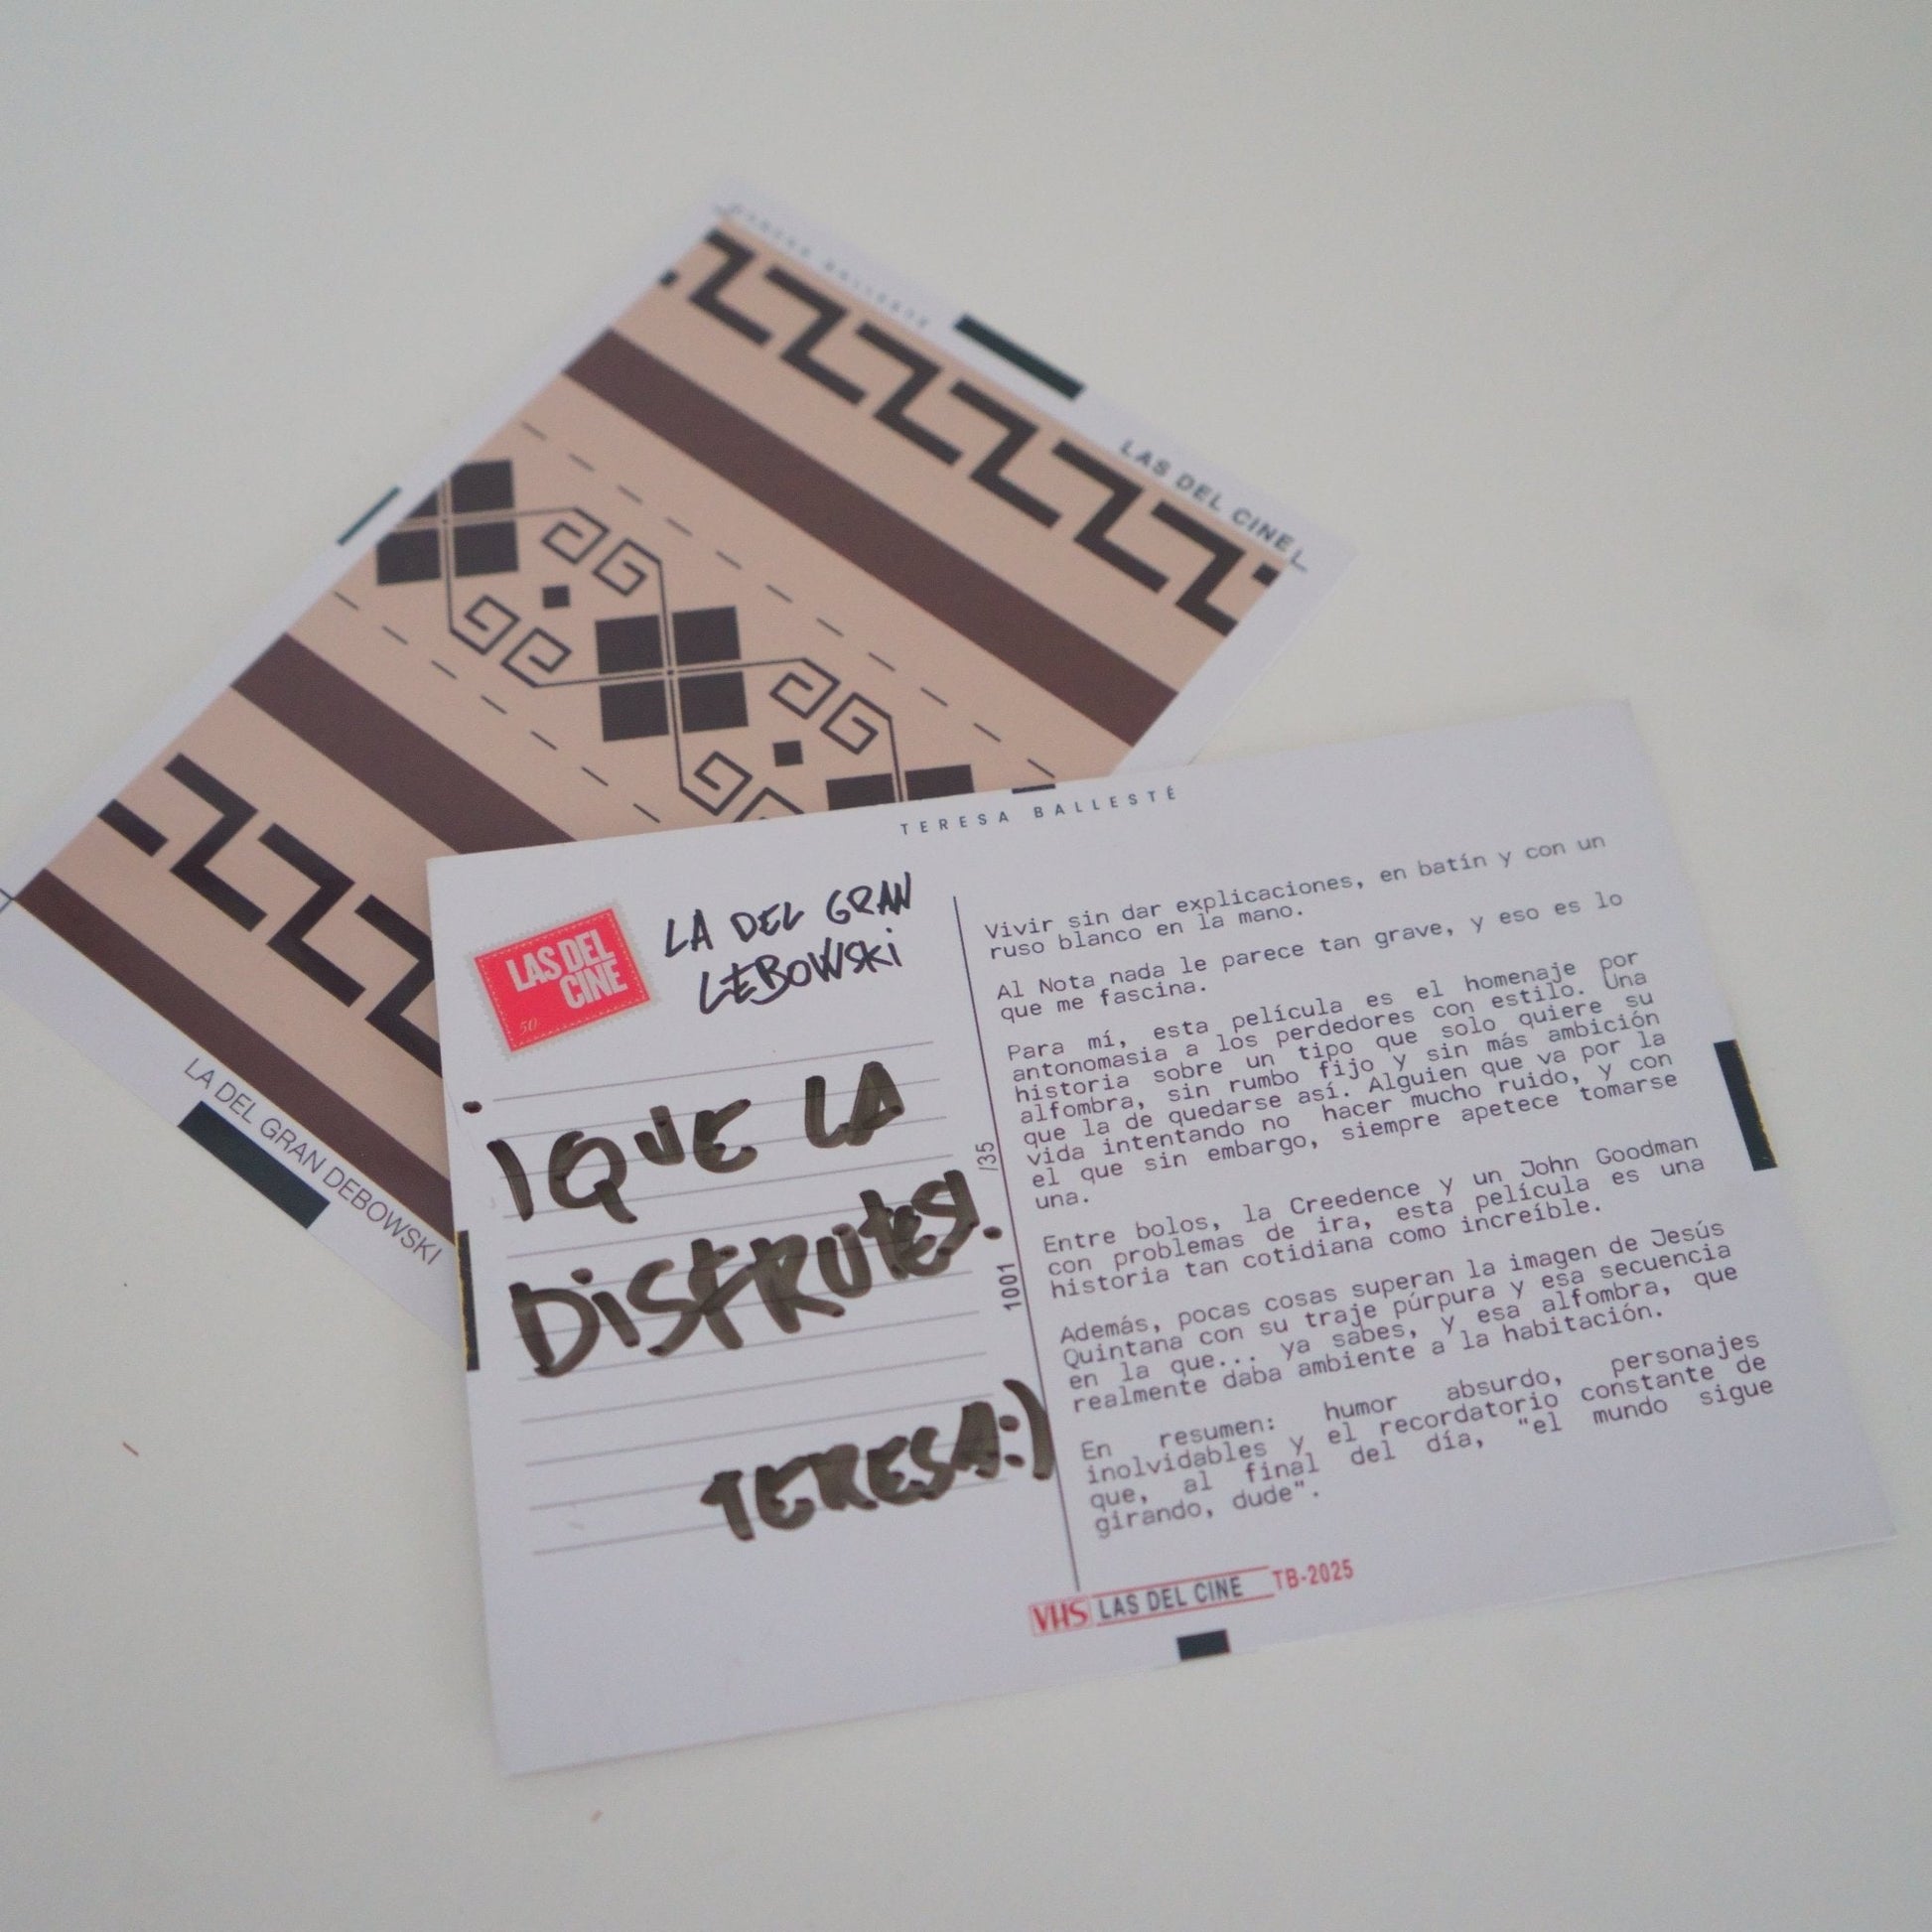 TERESA BALLESTÉ
LAS DEL CINE
LA DEL GRAN DEBOWSKI
TERESA BALLESTÉ
LAS DEL
CINE
50
LA DEL GRAN
LEBOWSKI
¡QUE LA
DISFRUTES!
TERESA:)
/35
1001
Vivir sin dar explicaciones, en batín y con un
ruso blanco en la mano.
Al Nota nada le parece tan grave, y eso es lo
que me fascina.
Para mí, esta película es el homenaje por
antonomasia a los perdedores con estilo. Una
historia sobre un tipo que solo quiere su
alfombra, sin rumbo fijo y sin más ambición
que la de quedarse así. Alguien que va por la
vida intentando no hacer mucho ruido, y con
el que sin embargo, siempre apetece tomarse
una.
Entre bolos, la Creedence y un John Goodman
con problemas de ira, esta película es una
historia tan cotidiana como increíble.
Además, pocas cosas superan la imagen de Jesús
Quintana con su traje púrpura y esa secuencia
en la que... ya sabes, y esa alfombra, que
realmente daba ambiente a la habitación.
En resumen: humor absurdo, personajes
inolvidables y el recordatorio constante de
que, al final del día, "el mundo sigue
girando, dude".
VHS LAS DEL CINE TB-2025